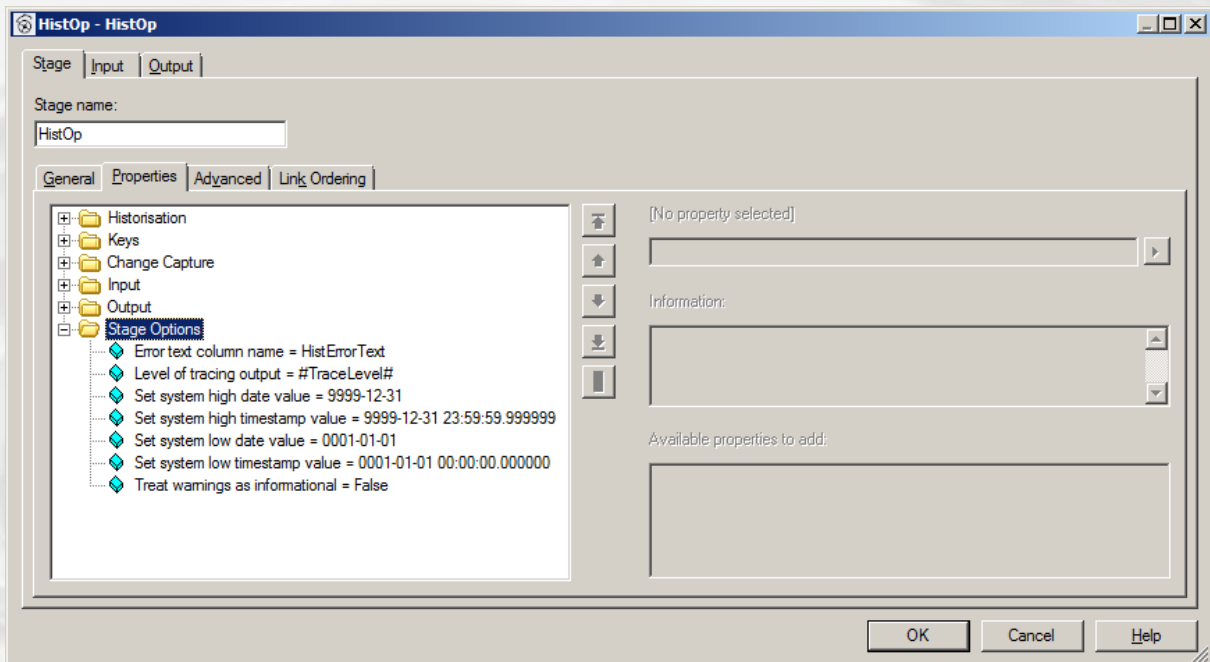 HistOp - HistOp
Stage Input Output
Stage name:
HistOp
General Properties Advanced Link Ordering
Historisation
Keys
Change Capture
Input
Output
Stage Options
Error text column name = HistErrorText
Level of tracing output = #TraceLevel#
Set system high date value = 9999-12-31
Set system high timestamp value = 9999-12-31 23:59:59.999999
Set system low date value = 0001-01-01
Set system low timestamp value = 0001-01-01 00:00:00.000000
Treat warnings as informational = False
[No property selected]
Information:
Available properties to add:
OK Cancel Help